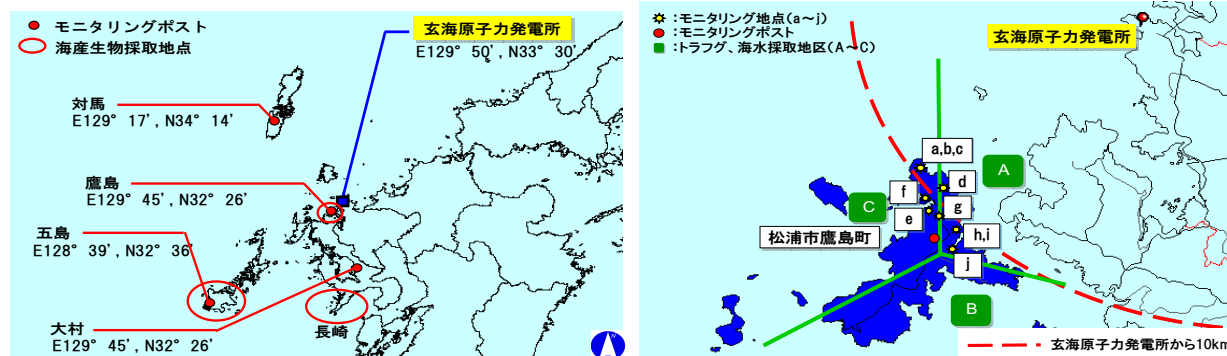 モニタリングポスト
海産生物採取地点
玄海原子力発電所
E129° 50′, N33° 30′
対馬
E129° 17′, N34° 14′
鷹島
E129° 45′, N32° 26′
五島
E128° 39′, N32° 36′
大村
E129° 45′, N32° 26′
長崎
:モニタリング地点(a~j)
:モニタリングポスト
:トラフグ、海水採取地区(A~C)
玄海原子力発電所
a,b,c
A
d
f
C
g
e
h,i
松浦市鷹島町
j
B
玄海原子力発電所から10km